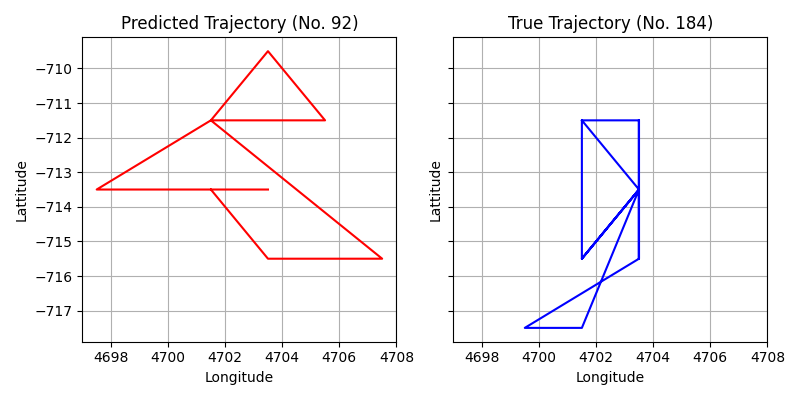 Predicted Trajectory (No. 92)
−710
−711
−712
−713
−714
−715
−716
−717
Lattitude
4698 4700 4702 4704 4706 4708
Longitude
True Trajectory (No. 184)
Lattitude
4698 4700 4702 4704 4706 4708
Longitude